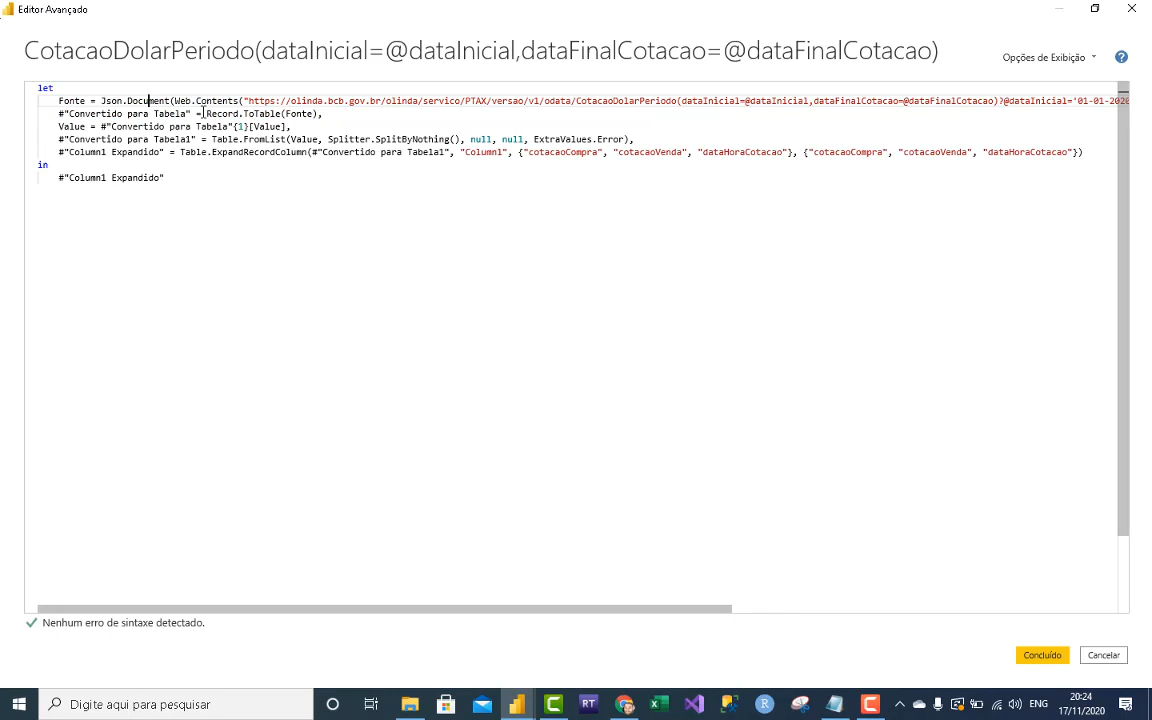 Editor Avançado
CotacaoDolarPeriodo(dataInicial=@dataInicial,dataFinalCotacao=@dataFinalCotacao)
Opções de Exibição
let
Fonte = Json.Document(Web.Contents("https://olinda.bcb.gov.br/olinda/servico/PTAX/versao/v1/odata/CotacaoDolarPeriodo(dataInicial=@dataInicial,dataFinalCotacao=@dataFinalCotacao)?@dataInicial='01-01-2020
#"Convertido para Tabela" = Record.ToTable(Fonte),
Value = #"Convertido para Tabela"{1}[Value],
#"Convertido para Tabela1" = Table.FromList(Value, Splitter.SplitByNothing(), null, null, ExtraValues.Error),
#"Column1 Expandido" = Table.ExpandRecordColumn(#"Convertido para Tabela1", "Column1", {"cotacaoCompra", "cotacaoVenda", "dataHoraCotacao"}, {"cotacaoCompra", "cotacaoVenda", "dataHoraCotacao"})
in
#"Column1 Expandido"
Nenhum erro de sintaxe detectado.
Concluído
Cancelar
Digite aqui para pesquisar
RT
R
ENG
20:24
17/11/2020